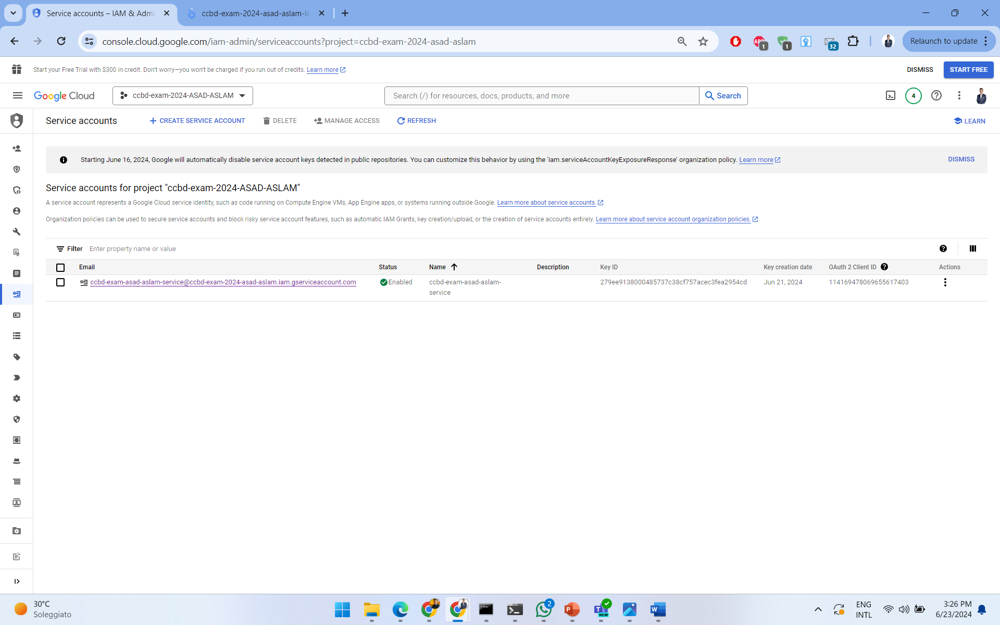 Service accounts – IAM & Admi
ccbd-exam-2024-asad-aslam-lo
console.cloud.google.com/iam-admin/serviceaccounts?project=ccbd-exam-2024-asad-aslam
ABP
1
1
32
Relaunch to update
Start your Free Trial with $300 in credit. Don't worry—you won't be charged if you run out of credits. Learn more
DISMISS
START FREE
Google Cloud
ccbd-exam-2024-ASAD-ASLAM
Search (/) for resources, docs, products, and more
Search
4
Service accounts
CREATE SERVICE ACCOUNT
DELETE
MANAGE ACCESS
REFRESH
LEARN
Starting June 16, 2024, Google will automatically disable service account keys detected in public repositories. You can customize this behavior by using the 'iam.serviceAccountKeyExposureResponse' organization policy. Learn more
DISMISS
Service accounts for project "ccbd-exam-2024-ASAD-ASLAM"
A service account represents a Google Cloud service identity, such as code running on Compute Engine VMs, App Engine apps, or systems running outside Google. Learn more about service accounts.
Organization policies can be used to secure service accounts and block risky service account features, such as automatic IAM Grants, key creation/upload, or the creation of service accounts entirely. Learn more about service account organization policies.
Filter
Enter property name or value
Email
Status
Name
Description
Key ID
Key creation date
OAuth 2 Client ID
Actions
ccbd-exam-asad-aslam-service@ccbd-exam-2024-asad-aslam.iam.gserviceaccount.com
Enabled
ccbd-exam-asad-aslam-
service
279ee9138000485737c38cf757acec3fea2954cd
Jun 21, 2024
114169478069655617403
30°C
Soleggiato
2
NEW
ENG
INTL
3:26 PM
6/23/2024